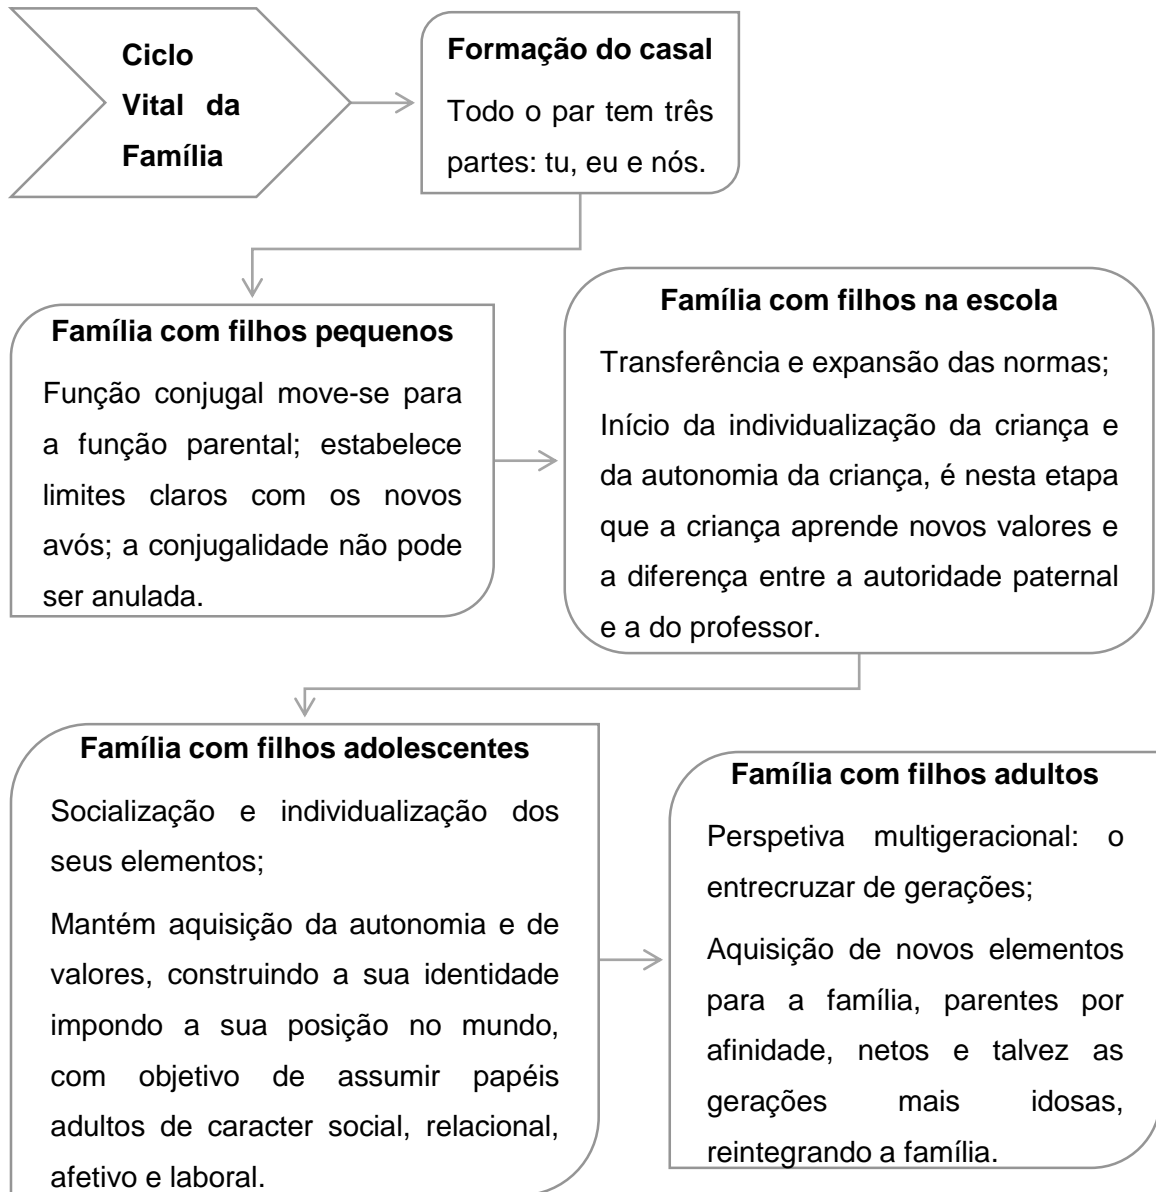 Ciclo
Vital da
Família
Formação do casal
Todo o par tem três
partes: tu, eu e nós.
Família com filhos pequenos
Função conjugal move-se para
a função parental; estabelece
limites claros com os novos
avós; a conjugalidade não pode
ser anulada.
Família com filhos na escola
Transferência e expansão das normas;
Início da individualização da criança e
da autonomia da criança, é nesta etapa
que a criança aprende novos valores e
a diferença entre a autoridade paternal
e a do professor.
Família com filhos adolescentes
Socialização e individualização dos
seus elementos;
Mantém aquisição da autonomia e de
valores, construindo a sua identidade
impondo a sua posição no mundo,
com objetivo de assumir papéis
adultos de caracter social, relacional,
afetivo e laboral.
Família com filhos adultos
Perspetiva multigeracional: o
entrecruzar de gerações;
Aquisição de novos elementos
para a família, parentes por
afinidade, netos e talvez as
gerações mais idosas,
reintegrando a família.